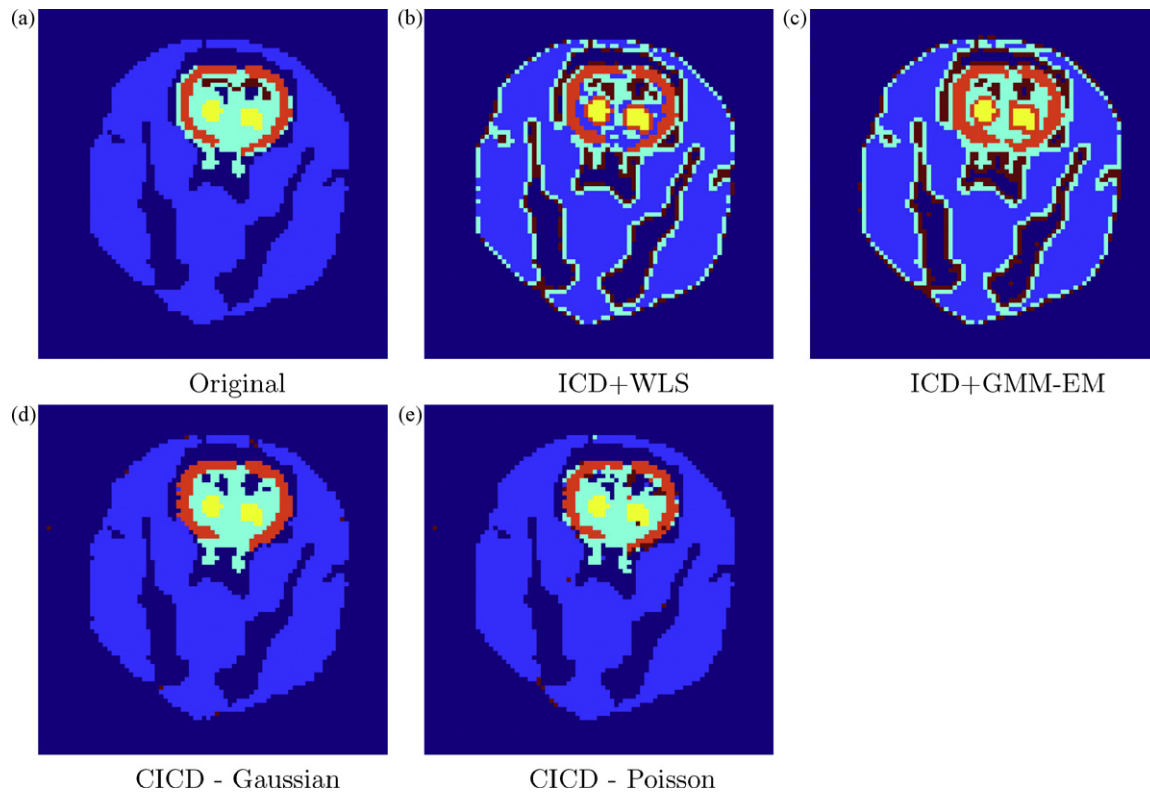 (a)
(b)
(c)
Original
ICD+WLS
ICD+GMM-EM
(d)
(e)
CICD - Gaussian
CICD - Poisson